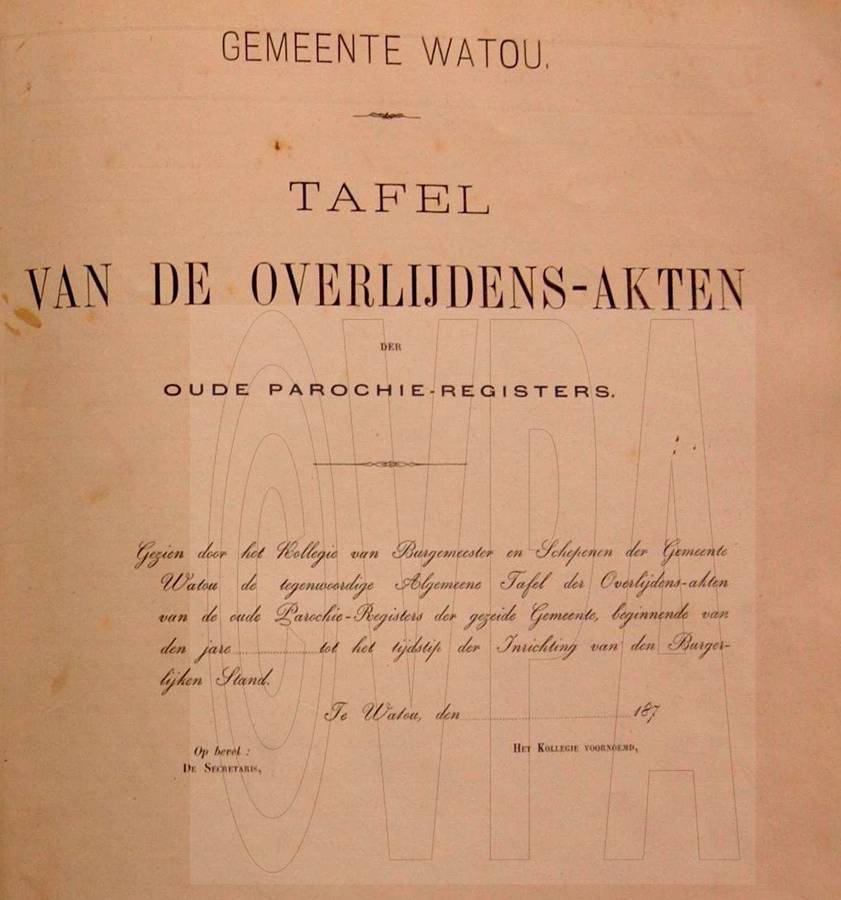 GEMEENTE WATOU.
TAFEL
VAN DE OVERLIJDENS-AKTEN
DER
OUDE PAROCHIE-REGISTERS.
Gezien door het Kollegie van Burgemeester en Schepenen der Gemeente
Watou de tegenwoordige Algemeene Tafel der Overlijdens-akten
van de oude Parochie-Registers der gezeide Gemeente, beginnende van
den jare..............tot het tijdstip der Inrichting van den Burger-
lijken Stand.
Te Watou, den..............................187
Op bevel :
DE SECRETARIS,
HET KOLLEGIE VOORNOEMD,
©VPA